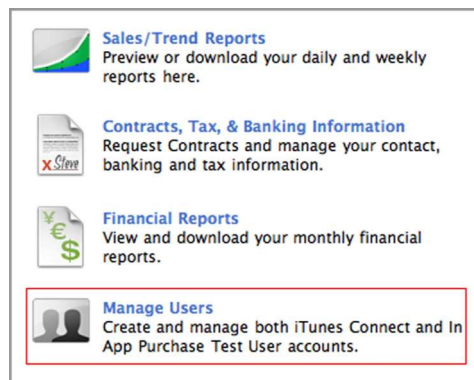 Sales/Trend Reports
Preview or download your daily and weekly
reports here.
Contracts, Tax, & Banking Information
Request Contracts and manage your contact,
banking and tax information.
X Steve
Financial Reports
View and download your monthly financial
reports.
¥
€
$
Manage Users
Create and manage both iTunes Connect and In
App Purchase Test User accounts.